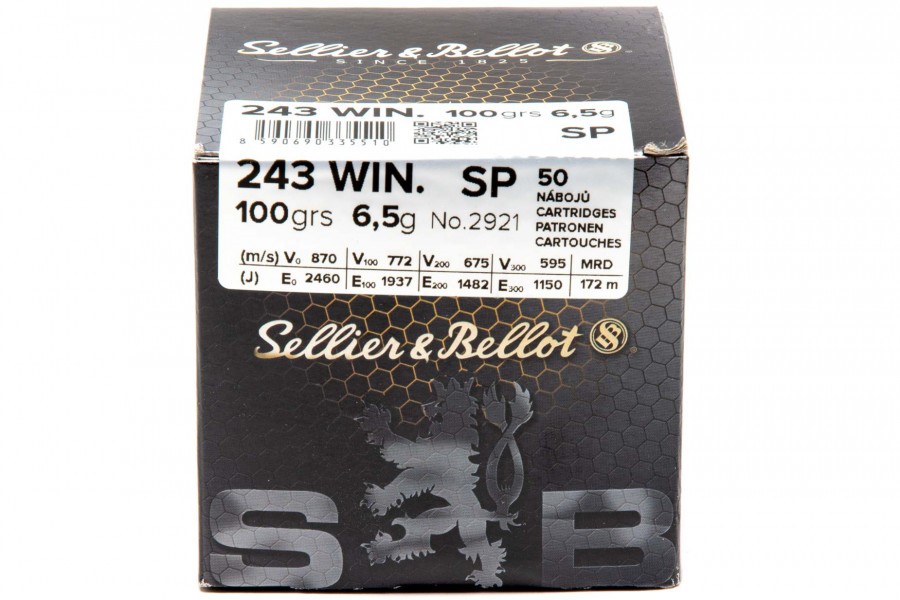 Sellier & Bellot
SINCE 1825
243 WIN. 100grs 6,5g
8 590690 335510
SP
243 WIN. SP 50
NÁBOJŮ
CARTRIDGES
PATRONEN
CARTOUCHES
100grs 6,5g No.2921
(m/s) V0 870 V100 772 V200 675 V300 595 MRD
(J) E0 2460 E100 1937 E200 1482 E300 1150 172 m
Sellier & Bellot
S B